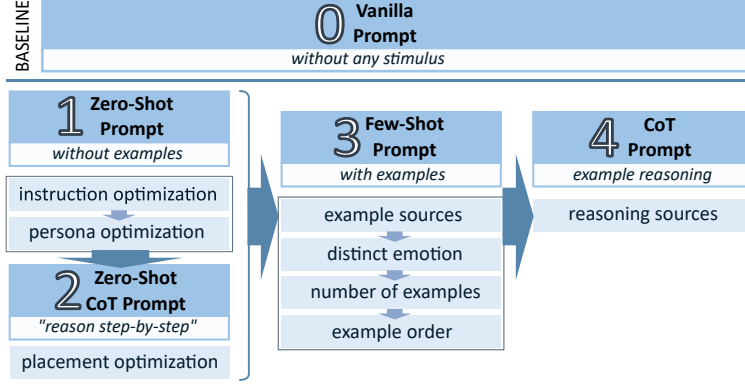 BASELINE
0 Vanilla
Prompt
without any stimulus
1 Zero-Shot
Prompt
without examples
instruction optimization
persona optimization
2 Zero-Shot
CoT Prompt
"reason step-by-step"
placement optimization
3 Few-Shot
Prompt
with examples
example sources
distinct emotion
number of examples
example order
4 CoT
Prompt
example reasoning
reasoning sources